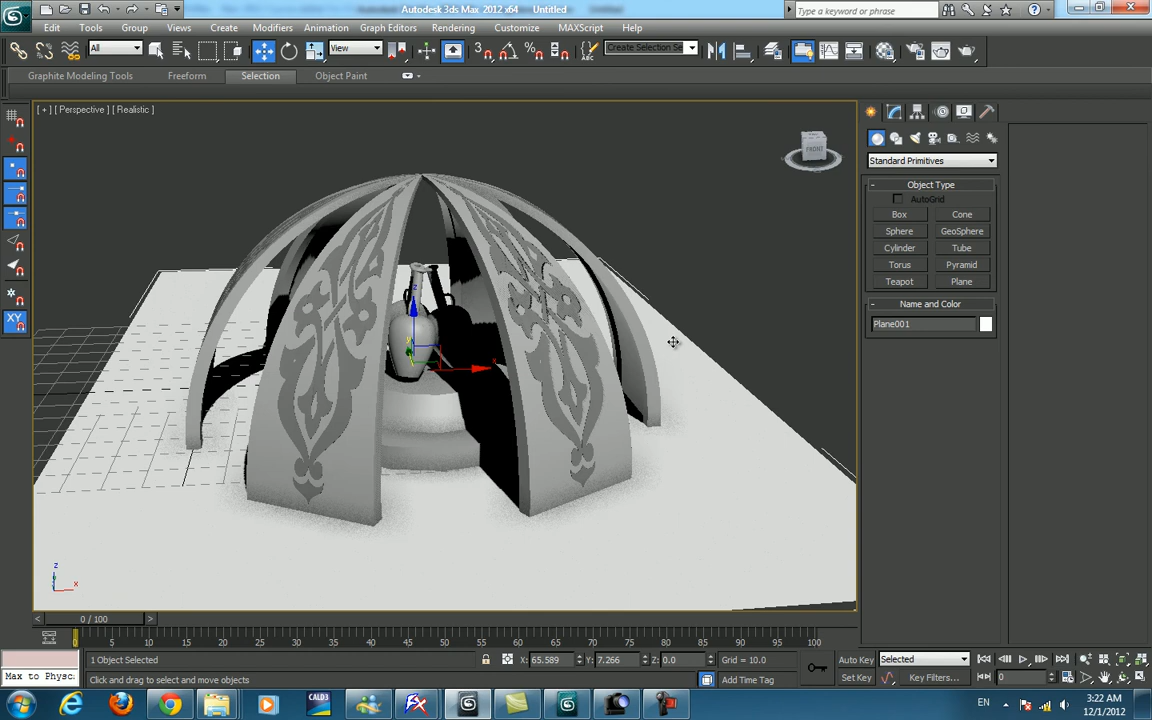 Autodesk 3ds Max 2012 x64 Untitled
Type a keyword or phrase
Edit Tools Group Views Create Modifiers Animation Graph Editors Rendering Customize MAXScript Help
All View Create Selection Se
Graphite Modeling Tools Freeform Selection Object Paint
[ + ] [ Perspective ] [ Realistic ]
FRONT
Standard Primitives
- Object Type
AutoGrid
Box Cone
Sphere GeoSphere
Cylinder Tube
Torus Pyramid
Teapot Plane
- Name and Color
Plane001
XY
z
x
z
x
< 0 / 100 >
0 5 10 15 20 25 30 35 40 45 50 55 60 65 70 75 80 85 90 95 100
1 Object Selected X: 65.589 Y: 7.266 Z: 0.0 Grid = 10.0 Auto Key Selected
Max to Physc. Click and drag to select and move objects Add Time Tag Set Key Key Filters... 0
CALD3 EN 3:22 AM
12/1/2012